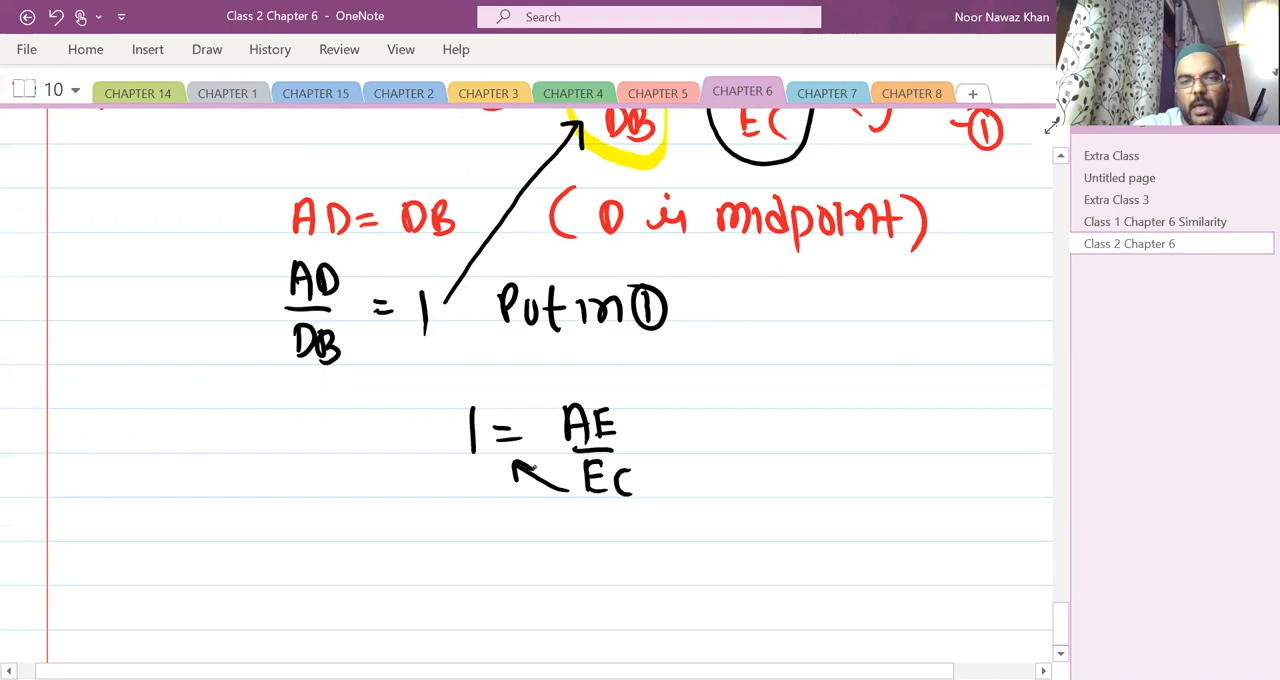 Class 2 Chapter 6 - OneNote
Search
Noor Nawaz Khan
File Home Insert Draw History Review View Help
10 CHAPTER 14 CHAPTER 1 CHAPTER 15 CHAPTER 2 CHAPTER 3 CHAPTER 4 CHAPTER 5 CHAPTER 6 CHAPTER 7 CHAPTER 8 +
DB EC - ①
AD = DB ( D is midpoint )
AD
DB
= 1 Put in ①
1 = AE
EC
Extra Class
Untitled page
Extra Class 3
Class 1 Chapter 6 Similarity
Class 2 Chapter 6